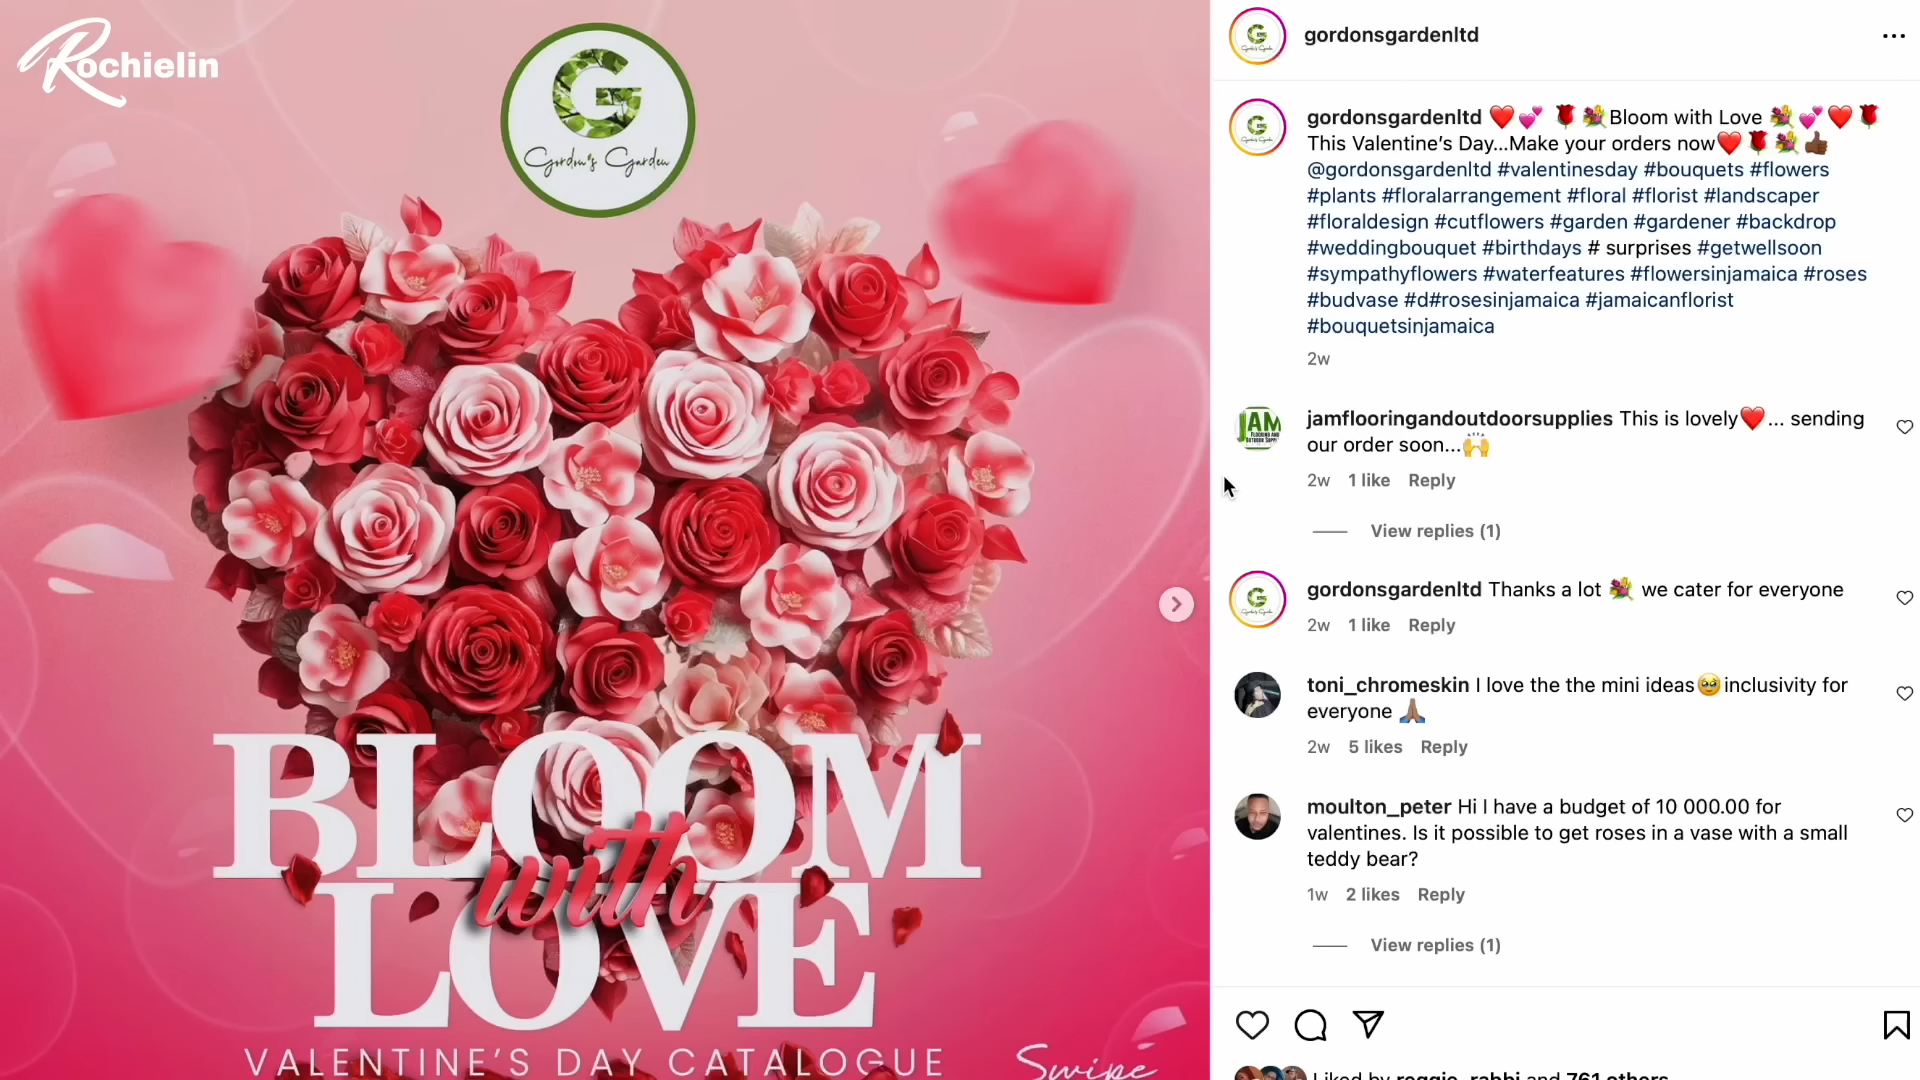 Rochielin
G
Gordon's Garden
BLOOM
with
LOVE
VALENTINE'S DAY CATALOGUE
Swipe
gordonsgardenltd
gordonsgardenltd ❤️💕 🌹💐Bloom with Love 💐💕❤️🌹
This Valentine's Day...Make your orders now❤️🌹💐👍🏾
@gordonsgardenltd #valentinesday #bouquets #flowers
#plants #floralarrangement #floral #florist #landscaper
#floraldesign #cutflowers #garden #gardener #backdrop
#weddingbouquet #birthdays # surprises #getwellsoon
#sympathyflowers #waterfeatures #flowersinjamaica #roses
#budvase #d#rosesinjamaica #jamaicanflorist
#bouquetsinjamaica
2w
JAM
jamflooringandoutdoorsupplies This is lovely❤️... sending
our order soon...🙌
2w 1 like Reply
View replies (1)
gordonsgardenltd Thanks a lot 💐 we cater for everyone
2w 1 like Reply
toni_chromeskin I love the the mini ideas🥹inclusivity for
everyone 🙏🏽
2w 5 likes Reply
moulton_peter Hi I have a budget of 10 000.00 for
valentines. Is it possible to get roses in a vase with a small
teddy bear?
1w 2 likes Reply
View replies (1)
Liked by reggie_rabbi and 761 others